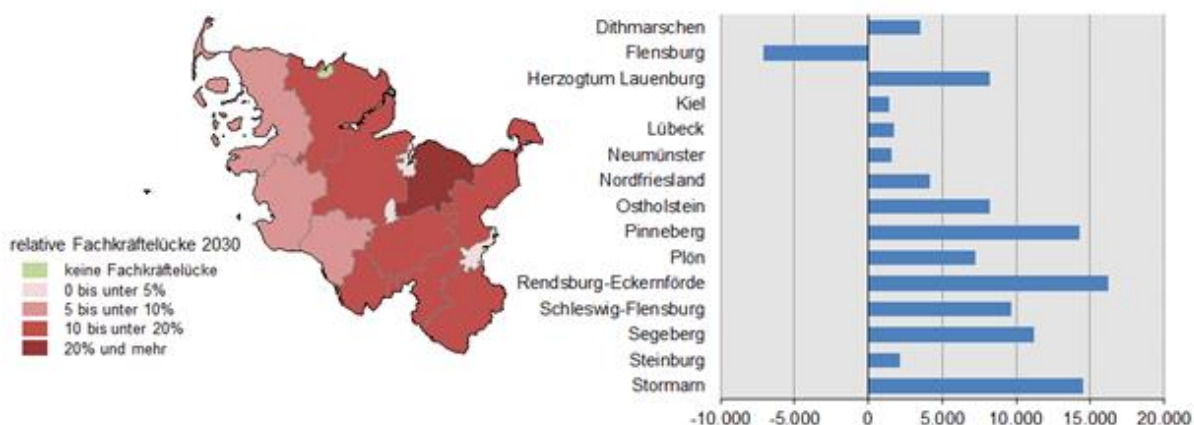 relative Fachkräftelücke 2030
keine Fachkräftelücke
0 bis unter 5%
5 bis unter 10%
10 bis unter 20%
20% und mehr
Dithmarschen
Flensburg
Herzogtum Lauenburg
Kiel
Lübeck
Neumünster
Nordfriesland
Ostholstein
Pinneberg
Plön
Rendsburg-Eckernförde
Schleswig-Flensburg
Segeberg
Steinburg
Stormarn
-10.000 -5.000 0 5.000 10.000 15.000 20.000